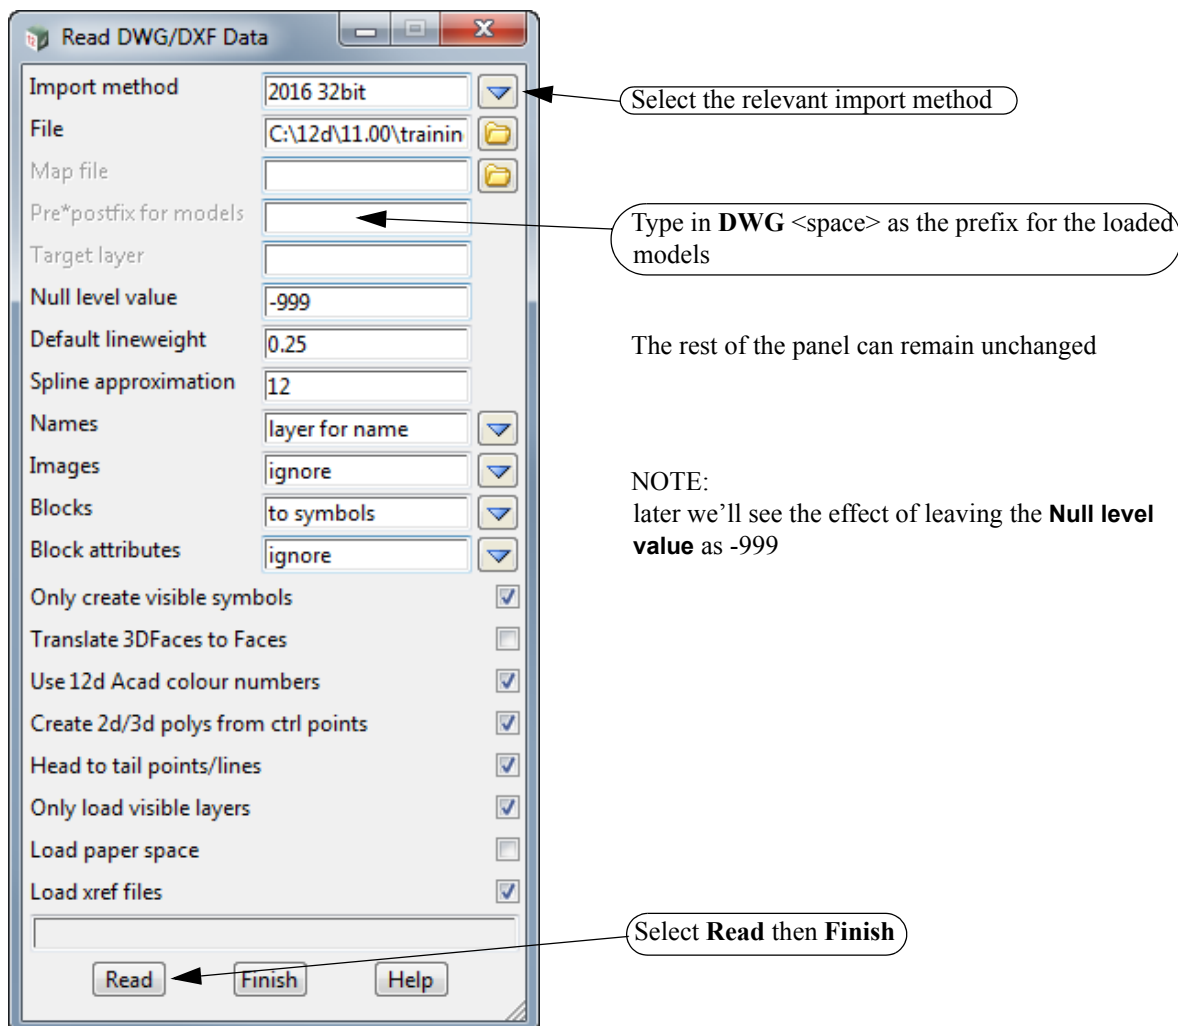 Read DWG/DXF Data
Import method 2016 32bit
Select the relevant import method
File C:\12d\11.00\trainin
Map file
Pre*postfix for models
Type in DWG <space> as the prefix for the loaded
models
Target layer
Null level value -999
Default lineweight 0.25
The rest of the panel can remain unchanged
Spline approximation 12
Names layer for name
Images ignore
Blocks to symbols
Block attributes ignore
NOTE:
later we’ll see the effect of leaving the Null level
value as -999
Only create visible symbols
Translate 3DFaces to Faces
Use 12d Acad colour numbers
Create 2d/3d polys from ctrl points
Head to tail points/lines
Only load visible layers
Load paper space
Load xref files
Select Read then Finish
Read Finish Help